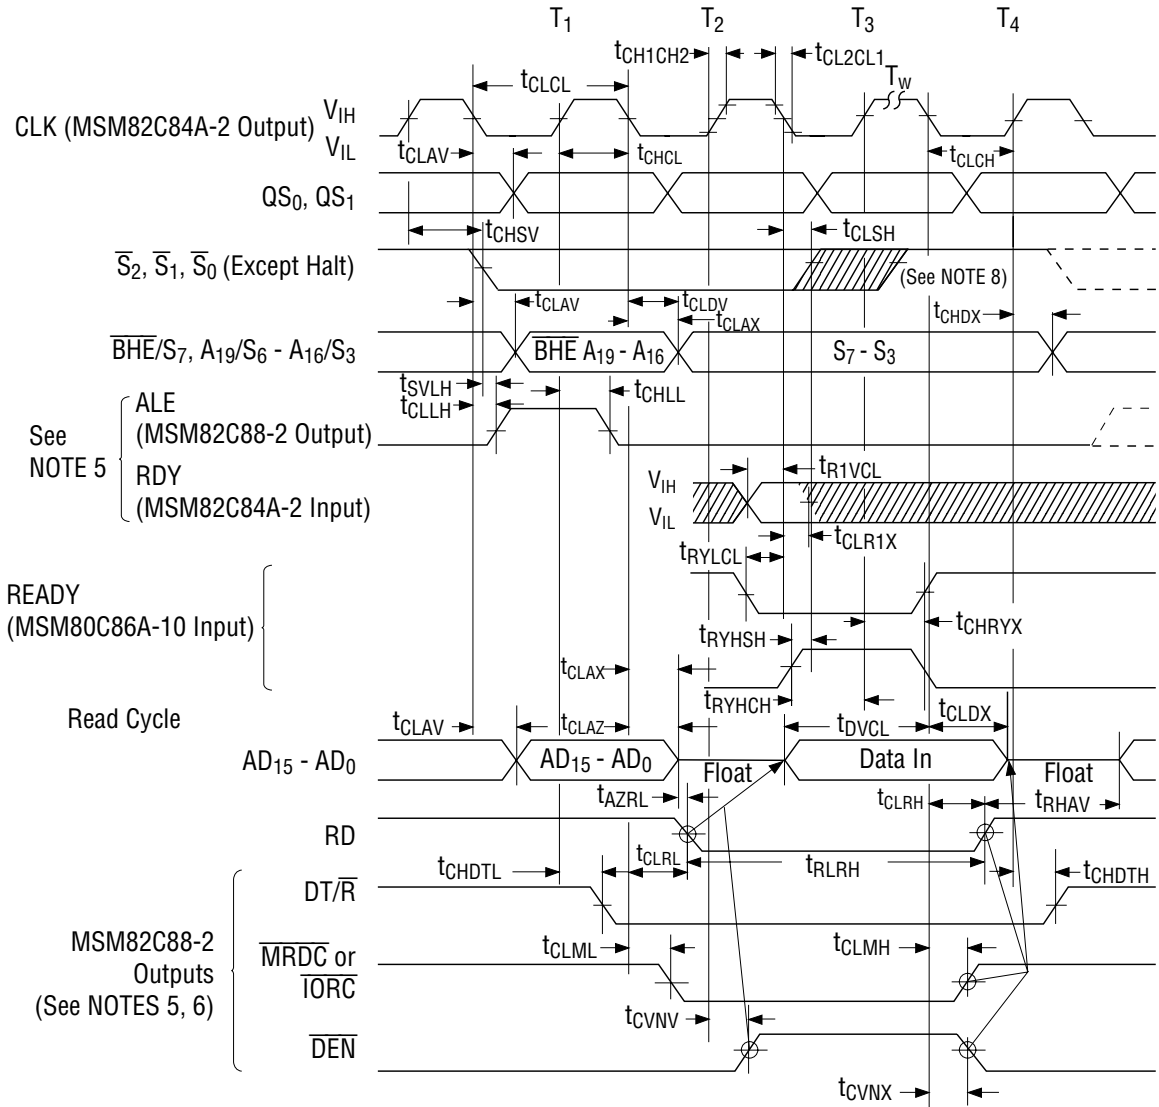 T1 T2 T3 T4
tCH1CH2 tCL2CL1
tCLCL TW
CLK (MSM82C84A-2 Output) VIH
VIL
tCLAV tCHCL tCLCH
QS0, QS1
tCHSV tCLSH
S̅2, S̅1, S̅0 (Except Halt) (See NOTE 8)
tCLAV tCLDV
tCLAX tCHDX
B̅H̅E̅/S7, A19/S6 - A16/S3 B̅H̅E̅ A19 - A16 S7 - S3
tSVLH tCHLL
tCLLH
See NOTE 5
ALE
(MSM82C88-2 Output)
RDY
(MSM82C84A-2 Input)
tR1VCL
VIH
VIL
tCLR1X
tRYLCL
READY
(MSM80C86A-10 Input)
tCHRYX
tRYHSH
tCLAX
tRYHCH
Read Cycle
tCLAV tCLAZ tDVCL tCLDX
AD15 - AD0 AD15 - AD0 Float Data In Float
tAZRL tCLRH tRHAV
RD
tCLRL tRLRH
tCHDTL tCHDTH
DT/R̅
MSM82C88-2
Outputs
(See NOTES 5, 6)
tCLML tCLMH
M̅R̅D̅C̅ or
I̅O̅R̅C̅
tCVNV
D̅E̅N̅
tCVNX